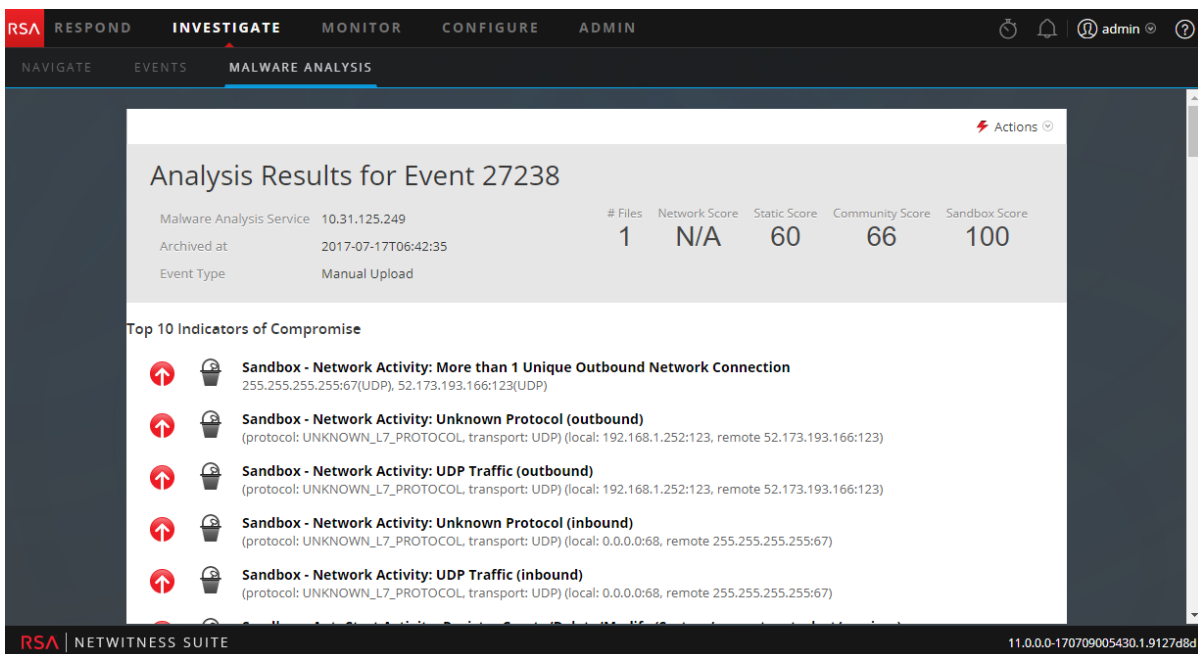 RSA RESPOND INVESTIGATE MONITOR CONFIGURE ADMIN admin ?
NAVIGATE EVENTS MALWARE ANALYSIS
Actions
Analysis Results for Event 27238
Malware Analysis Service 10.31.125.249
Archived at 2017-07-17T06:42:35
Event Type Manual Upload
# Files Network Score Static Score Community Score Sandbox Score
1 N/A 60 66 100
Top 10 Indicators of Compromise
Sandbox - Network Activity: More than 1 Unique Outbound Network Connection
255.255.255.255:67(UDP), 52.173.193.166:123(UDP)
Sandbox - Network Activity: Unknown Protocol (outbound)
(protocol: UNKNOWN_L7_PROTOCOL, transport: UDP) (local: 192.168.1.252:123, remote 52.173.193.166:123)
Sandbox - Network Activity: UDP Traffic (outbound)
(protocol: UNKNOWN_L7_PROTOCOL, transport: UDP) (local: 192.168.1.252:123, remote 52.173.193.166:123)
Sandbox - Network Activity: Unknown Protocol (inbound)
(protocol: UNKNOWN_L7_PROTOCOL, transport: UDP) (local: 0.0.0.0:68, remote 255.255.255.255:67)
Sandbox - Network Activity: UDP Traffic (inbound)
(protocol: UNKNOWN_L7_PROTOCOL, transport: UDP) (local: 0.0.0.0:68, remote 255.255.255.255:67)
RSA NETWITNESS SUITE 11.0.0.0-170709005430.1.9127d8d